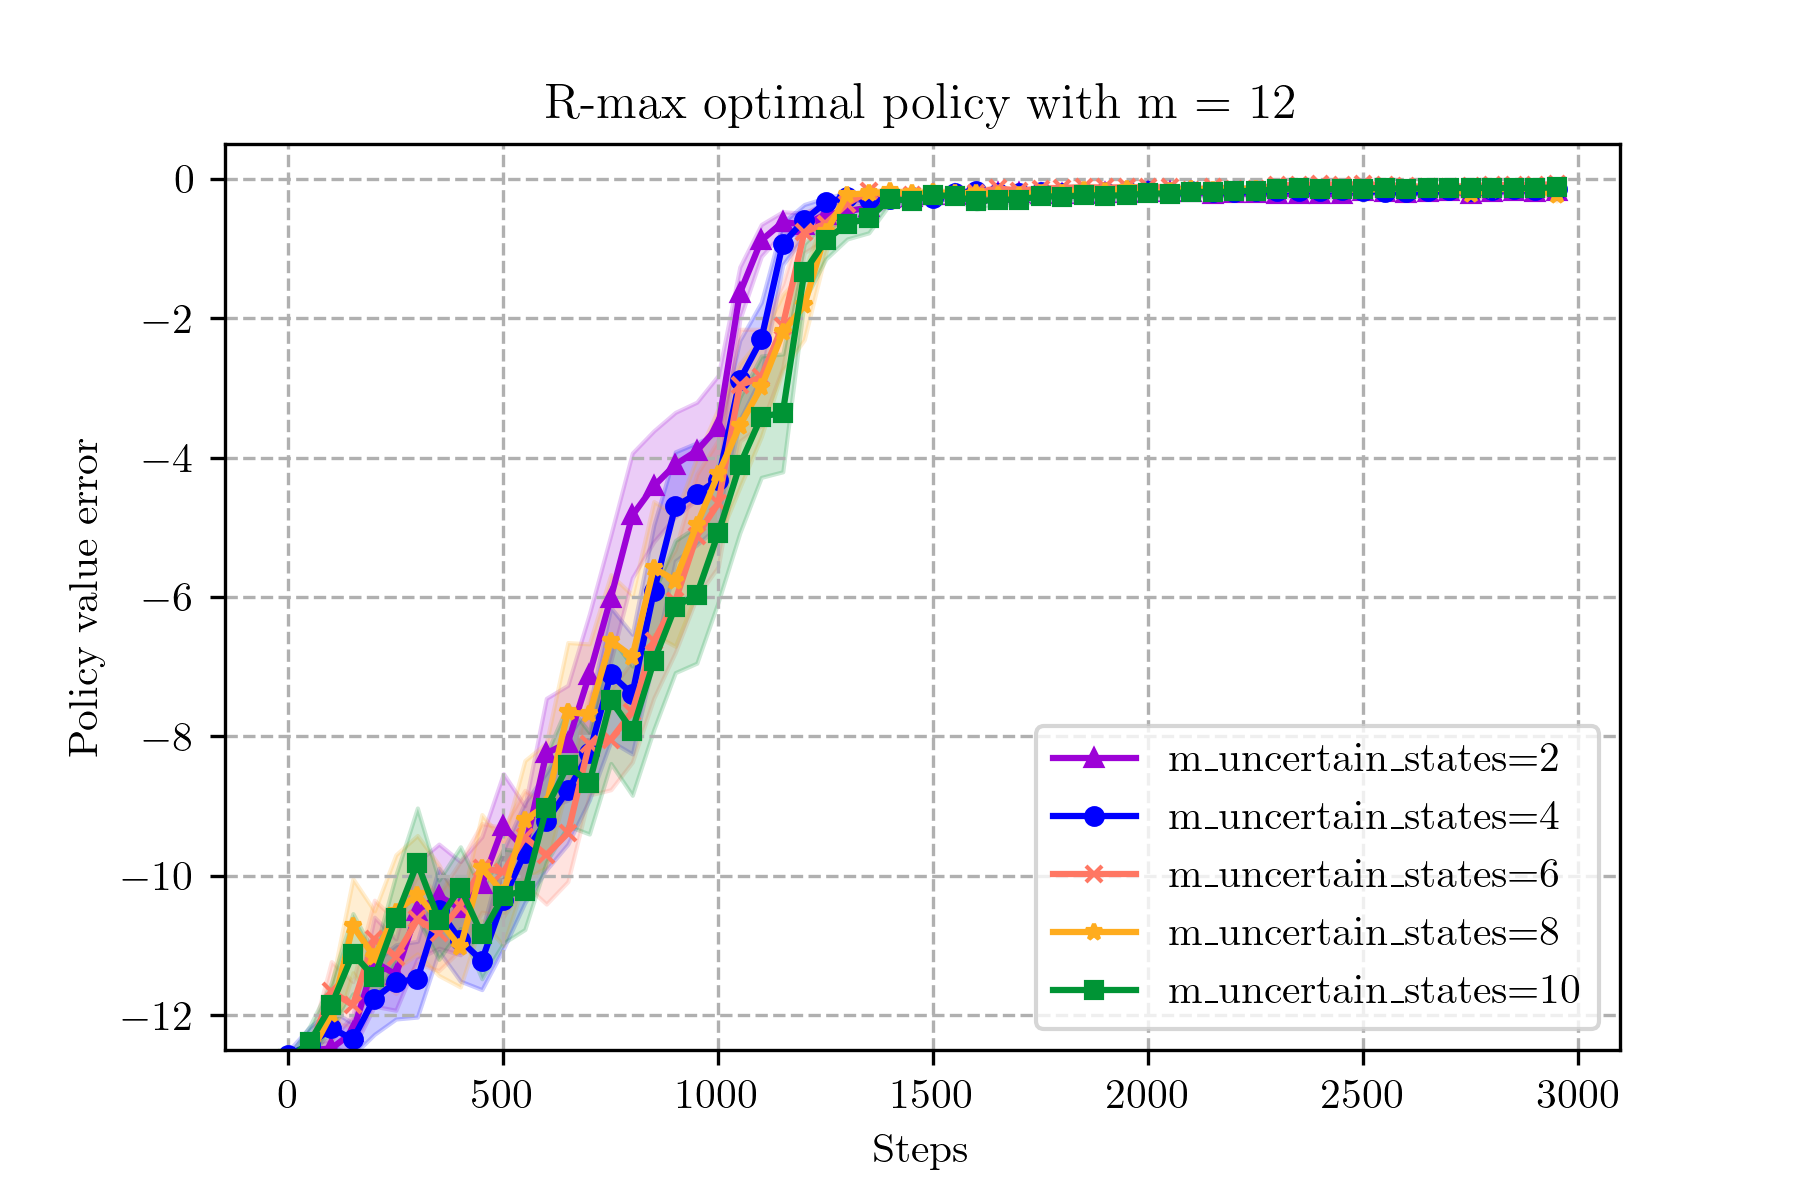 R-max optimal policy with m = 12
0
−2
−4
−6
−8
−10
−12
Policy value error
m_uncertain_states=2
m_uncertain_states=4
m_uncertain_states=6
m_uncertain_states=8
m_uncertain_states=10
0 500 1000 1500 2000 2500 3000
Steps